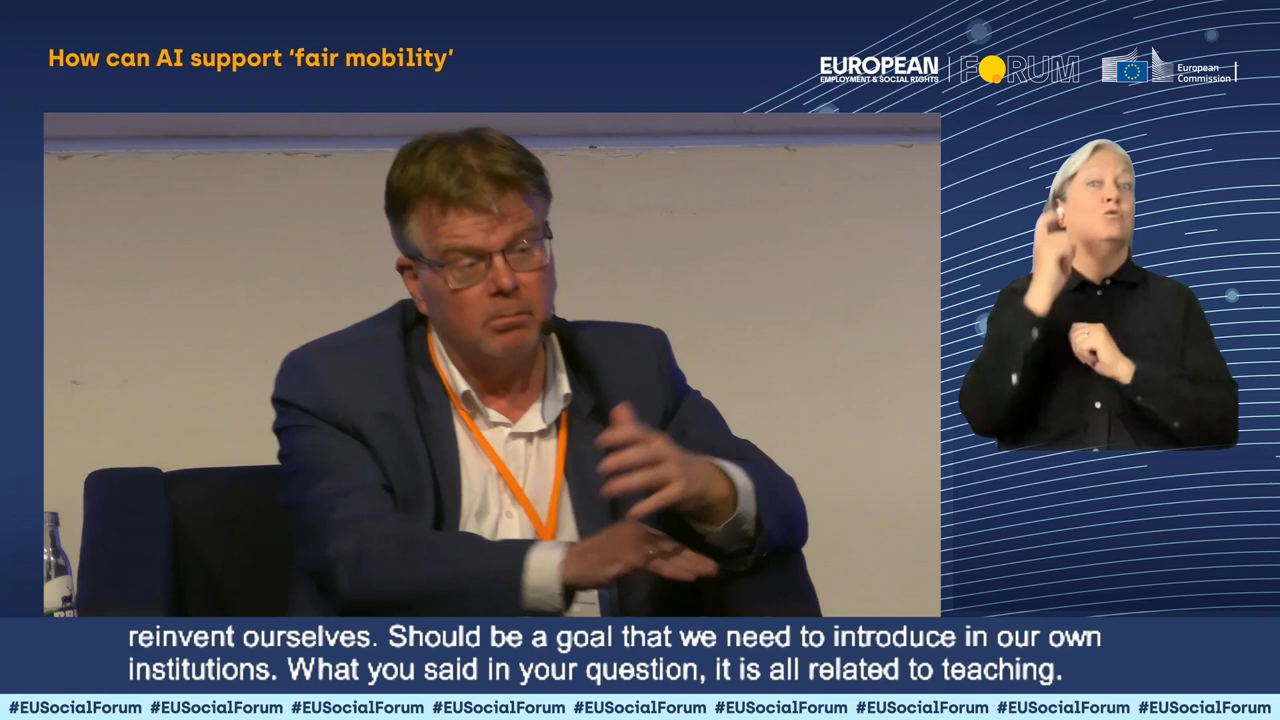 How can AI support ‘fair mobility’
EUROPEAN
EMPLOYMENT & SOCIAL RIGHTS
FORUM
European
Commission
reinvent ourselves. Should be a goal that we need to introduce in our own
institutions. What you said in your question, it is all related to teaching.
#EUSocialForum #EUSocialForum #EUSocialForum #EUSocialForum #EUSocialForum #EUSocialForum #EUSocialForum #EUSocialForum #EUSocialForum